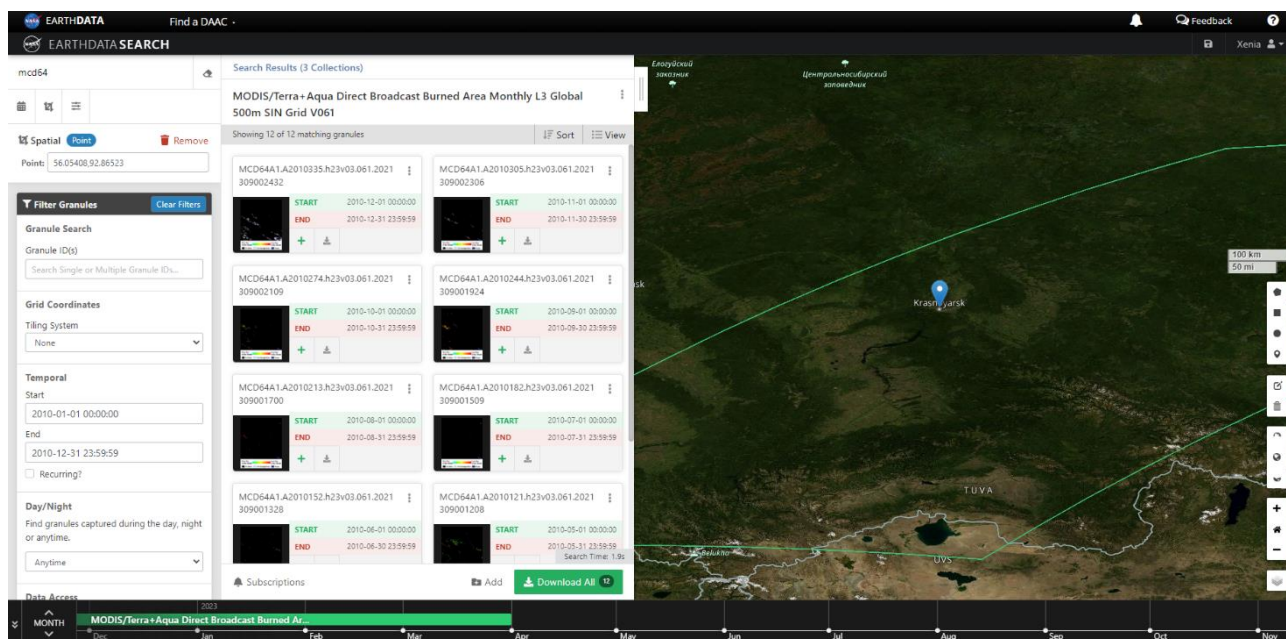 EARTHDATA
Find a DAAC
Feedback
EARTHDATA SEARCH
Xenia
mcd64
Spatial Point
Remove
Point: 56.05408,92.86523
Filter Granules
Clear Filters
Granule Search
Granule ID(s)
Search Single or Multiple Granule IDs...
Grid Coordinates
Tiling System
None
Temporal
Start
2010-01-01 00:00:00
End
2010-12-31 23:59:59
Recurring?
Day/Night
Find granules captured during the day, night
or anytime.
Anytime
Data Access
Search Results (3 Collections)
MODIS/Terra+Aqua Direct Broadcast Burned Area Monthly L3 Global
500m SIN Grid V061
Showing 12 of 12 matching granules
Sort
View
MCD64A1.A2010335.h23v03.061.2021
309002432
START 2010-12-01 00:00:00
END 2010-12-31 23:59:59
MCD64A1.A2010305.h23v03.061.2021
309002306
START 2010-11-01 00:00:00
END 2010-11-30 23:59:59
MCD64A1.A2010274.h23v03.061.2021
309002109
START 2010-10-01 00:00:00
END 2010-10-31 23:59:59
MCD64A1.A2010244.h23v03.061.2021
309001924
START 2010-09-01 00:00:00
END 2010-09-30 23:59:59
MCD64A1.A2010213.h23v03.061.2021
309001700
START 2010-08-01 00:00:00
END 2010-08-31 23:59:59
MCD64A1.A2010182.h23v03.061.2021
309001509
START 2010-07-01 00:00:00
END 2010-07-31 23:59:59
MCD64A1.A2010152.h23v03.061.2021
309001328
START 2010-06-01 00:00:00
END 2010-06-30 23:59:59
MCD64A1.A2010121.h23v03.061.2021
309001208
START 2010-05-01 00:00:00
END 2010-05-31 23:59:59
Search Time: 1.9s
Subscriptions
Add
Download All 12
Елогуйский
заказник
Центральносибирский
заповедник
sk
Krasnoyarsk
TUVA
UVS
Belukha
100 km
50 mi
MONTH
2023
MODIS/Terra+Aqua Direct Broadcast Burned Ar...
Dec
Jan
Feb
Mar
Apr
May
Jun
Jul
Aug
Sep
Oct
Nov